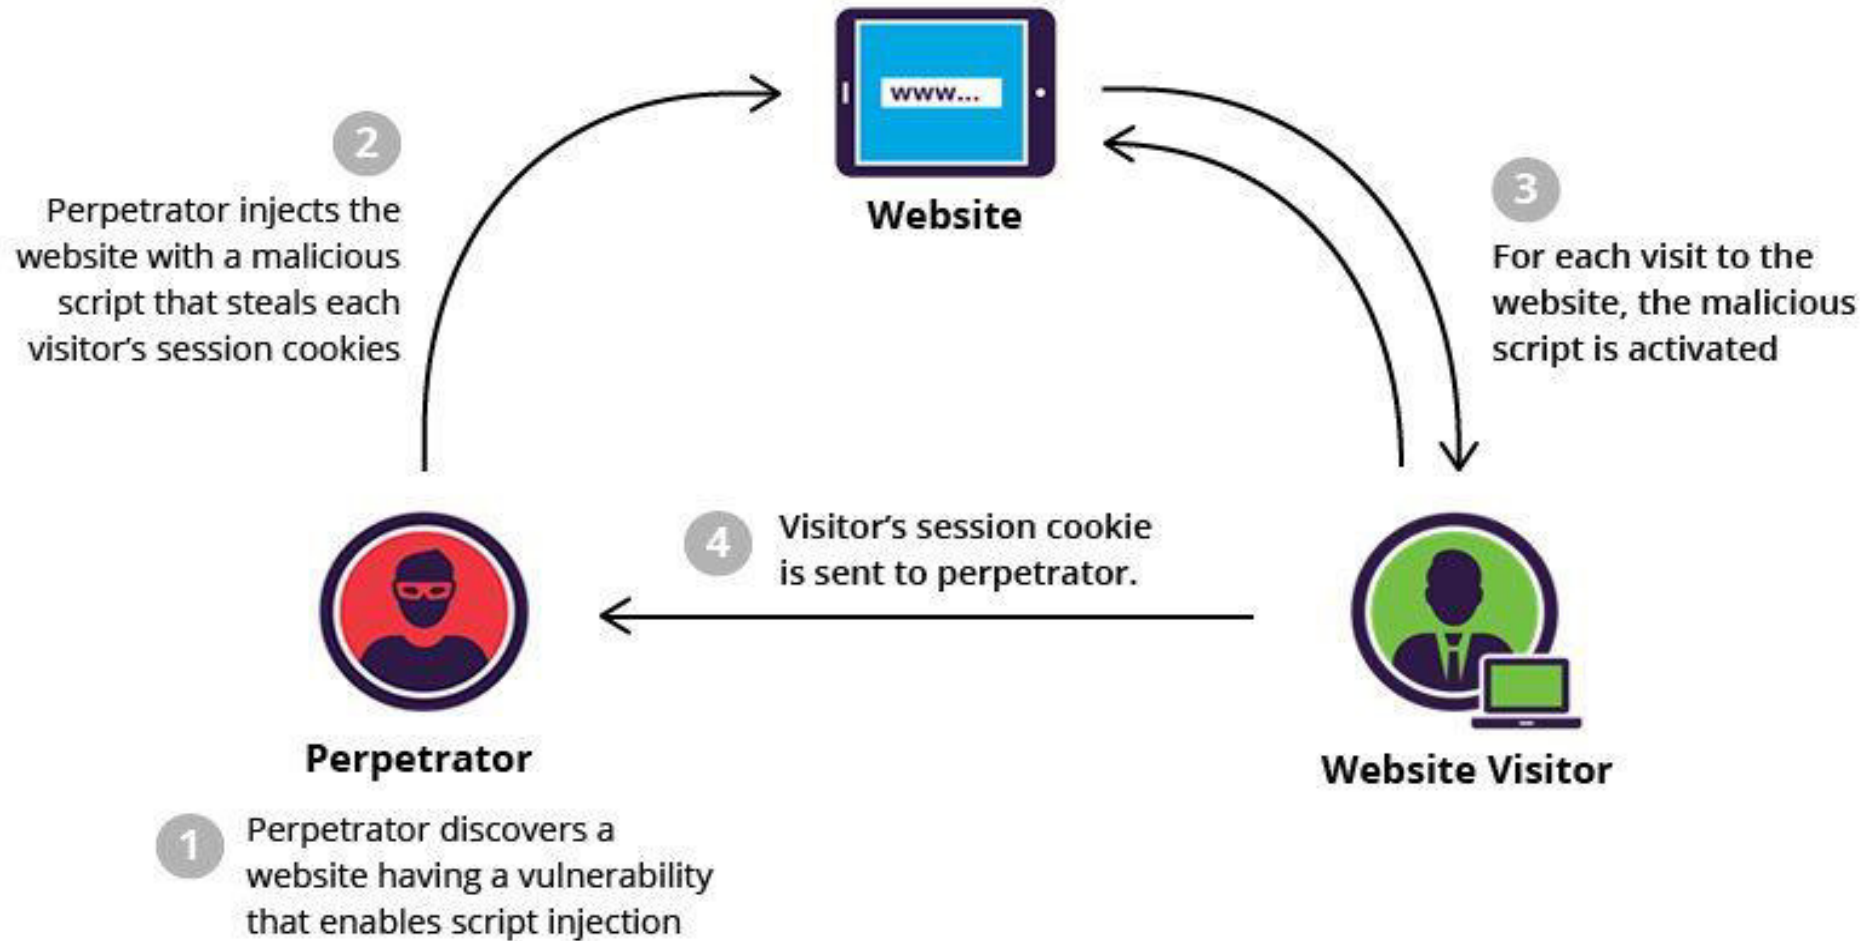 www...
Website
2
Perpetrator injects the
website with a malicious
script that steals each
visitor’s session cookies
3
For each visit to the
website, the malicious
script is activated
4
Visitor’s session cookie
is sent to perpetrator.
Perpetrator
Website Visitor
1
Perpetrator discovers a
website having a vulnerability
that enables script injection